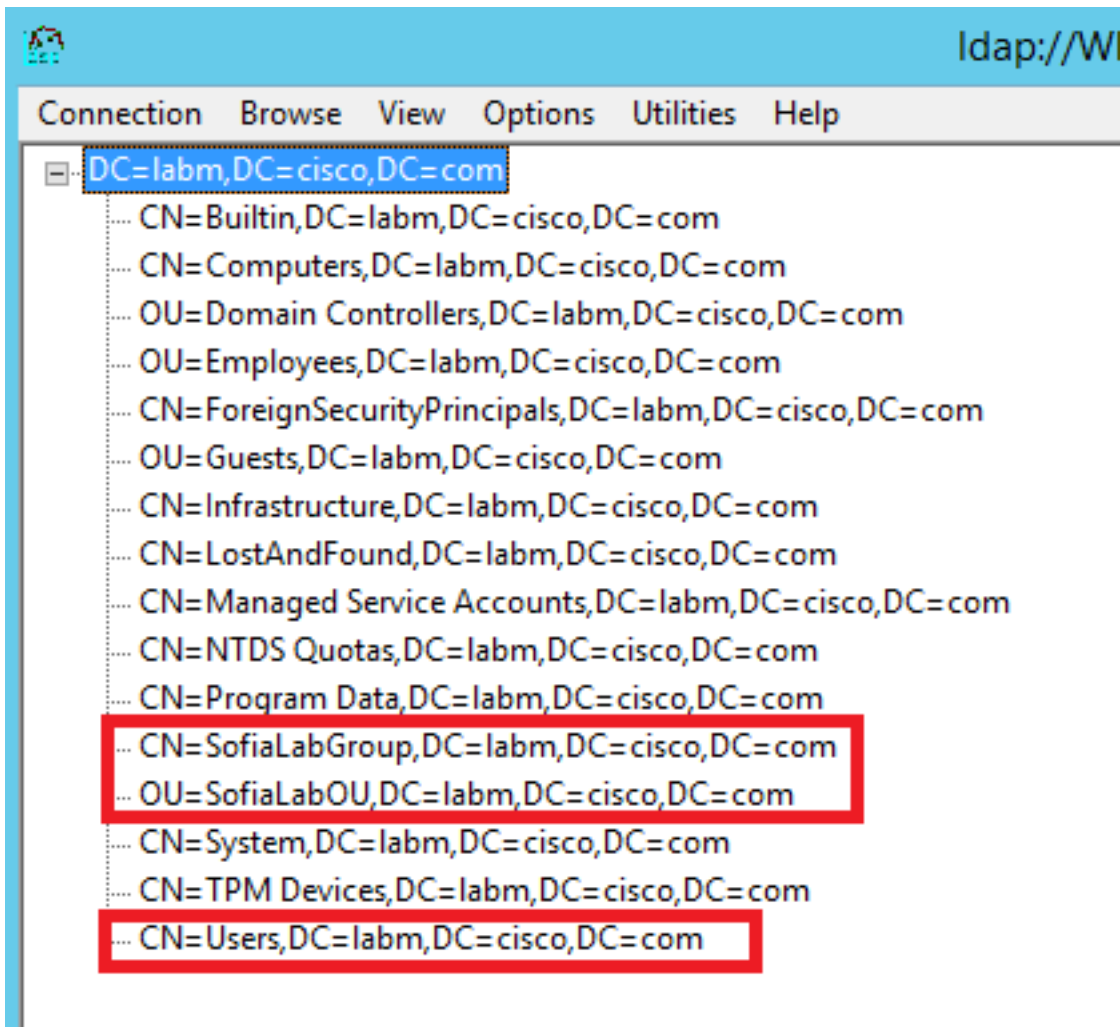 ldap://WI
Connection Browse View Options Utilities Help
DC=labm,DC=cisco,DC=com
CN=Builtin,DC=labm,DC=cisco,DC=com
CN=Computers,DC=labm,DC=cisco,DC=com
OU=Domain Controllers,DC=labm,DC=cisco,DC=com
OU=Employees,DC=labm,DC=cisco,DC=com
CN=ForeignSecurityPrincipals,DC=labm,DC=cisco,DC=com
OU=Guests,DC=labm,DC=cisco,DC=com
CN=Infrastructure,DC=labm,DC=cisco,DC=com
CN=LostAndFound,DC=labm,DC=cisco,DC=com
CN=Managed Service Accounts,DC=labm,DC=cisco,DC=com
CN=NTDS Quotas,DC=labm,DC=cisco,DC=com
CN=Program Data,DC=labm,DC=cisco,DC=com
CN=SofiaLabGroup,DC=labm,DC=cisco,DC=com
OU=SofiaLabOU,DC=labm,DC=cisco,DC=com
CN=System,DC=labm,DC=cisco,DC=com
CN=TPM Devices,DC=labm,DC=cisco,DC=com
CN=Users,DC=labm,DC=cisco,DC=com